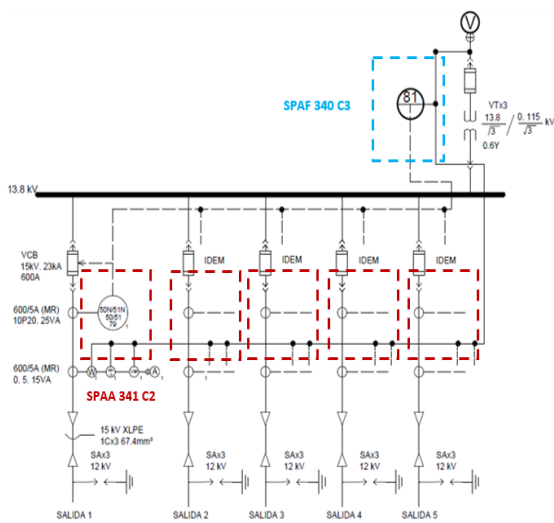 V
81
SPAF 340 C3
VTx3
13.8 / 0.115 kV
√3 √3
0.6Y
13.8 kV
VCB
15kV, 23kA
600A
IDEM
IDEM
IDEM
IDEM
600/5A (MR)
10P20. 25VA
50N/51N
50/51
79
1
600/5A (MR)
0. 5. 15VA
W
A
SPAA 341 C2
15 kV XLPE
1Cx3 67.4mm²
SAx3
12 kV
SAx3
12 kV
SAx3
12 kV
SAx3
12 kV
SAx3
12 kV
SALIDA 1
SALIDA 2
SALIDA 3
SALIDA 4
SALIDA 5